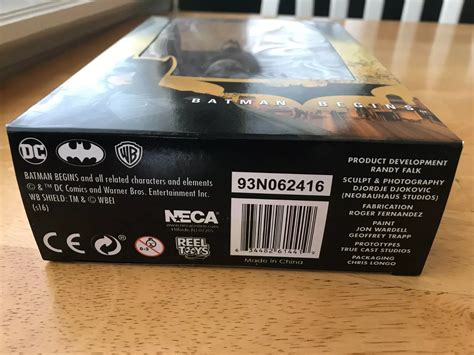 BATMAN BEGINS
DC
WB
BATMAN BEGINS and all related characters and elements
© & ™ DC Comics and Warner Bros. Entertainment Inc.
WB SHIELD: TM & © WBEI
(s16)
NECA
REEL
TOYS
0-3
CE
93N062416
Made in China
PRODUCT DEVELOPMENT
RANDY FALK
SCULPT & PHOTOGRAPHY
DJORDJE DJOKOVIC
(NEOBAUHAUS STUDIOS)
FABRICATION
ROGER FERNANDEZ
PAINT
JON WARDELL
GEOFFREY TRAPP
PROTOTYPES
TRUE CAST STUDIOS
PACKAGING
CHRIS LONGO